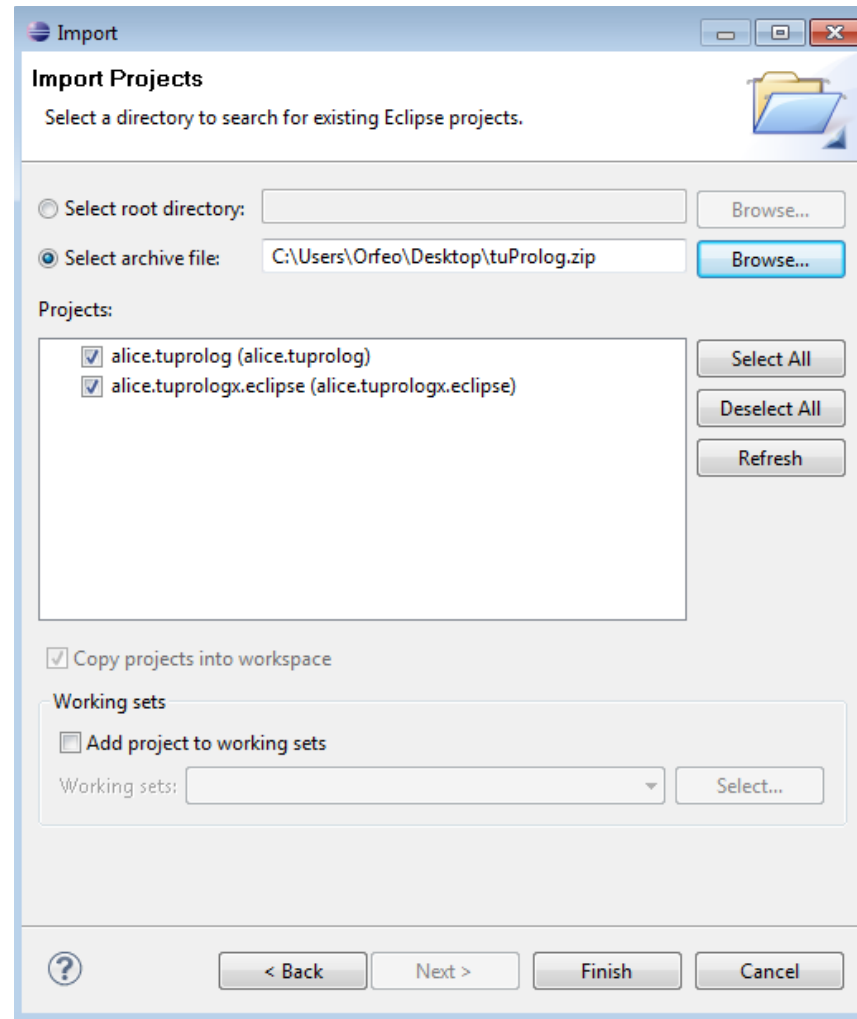 Import
Import Projects
Select a directory to search for existing Eclipse projects.
Select root directory:
Browse...
Select archive file:
C:\Users\Orfeo\Desktop\tuProlog.zip
Browse...
Projects:
alice.tuprolog (alice.tuprolog)
alice.tuprologx.eclipse (alice.tuprologx.eclipse)
Select All
Deselect All
Refresh
Copy projects into workspace
Working sets
Add project to working sets
Working sets:
Select...
?
< Back
Next >
Finish
Cancel